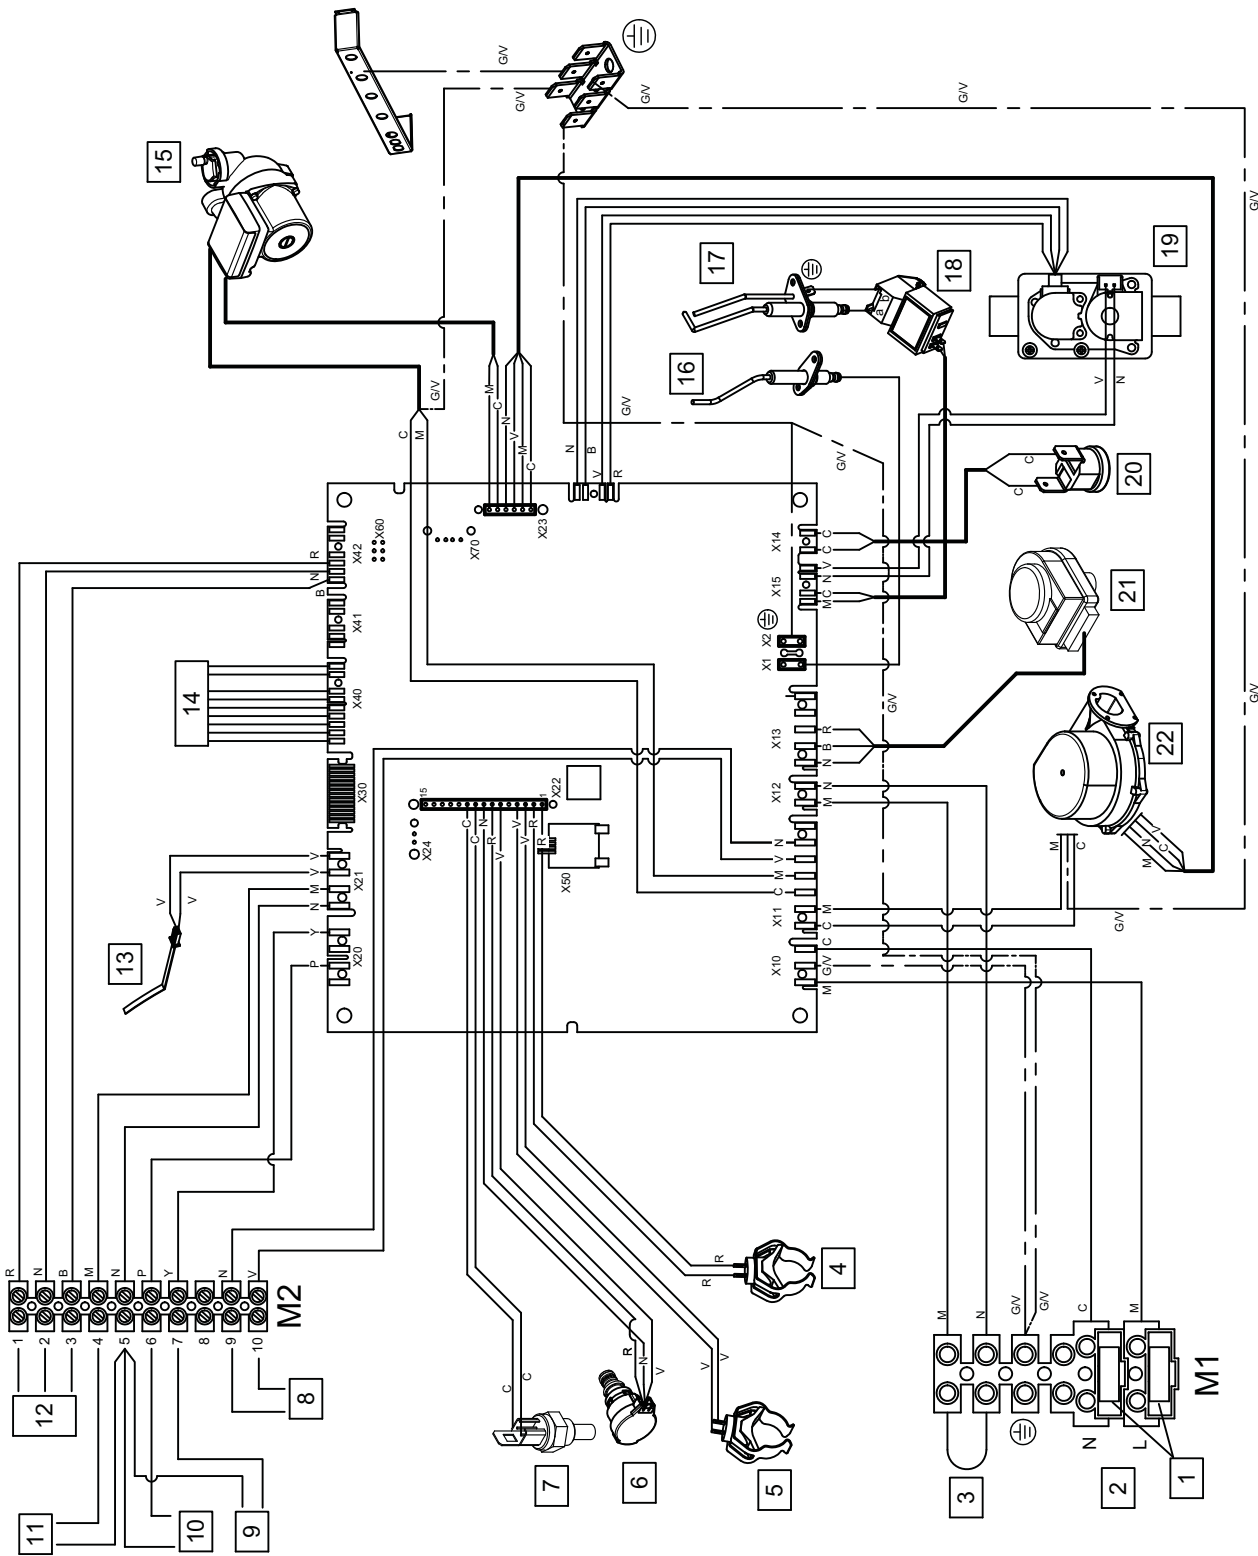 15
G/V
G/V
G/V
G/V
G/V
G/V
G/V
17
16
18
a
b
19
V
N
20
C
C
21
22
M
N
C
V
M
C
G/V
G/V
C
M
M
C
N
V
M
C
N
B
V
R
G/V
G/V
G/V
X60
X70
X23
X42
R
N
B
X41
X40
14
X30
X24
15
1
X22
X50
C
C
N
R
V
V
V
R
R
X21
V
V
M
N
X20
Y
P
V
V
13
X14
C
C
X15
V
N
C
M
X2
X1
X13
R
B
N
X12
N
M
N
V
M
C
X11
M
C
X10
C
G/V
M
R
N
B
M
N
P
Y
N
V
1
2
3
4
5
6
7
8
9
10
M2
12
11
10
9
8
C
C
7
R
N
V
6
V
V
5
R
R
4
M
N
G/V
G/V
C
M
3
N
L
2
1
M1